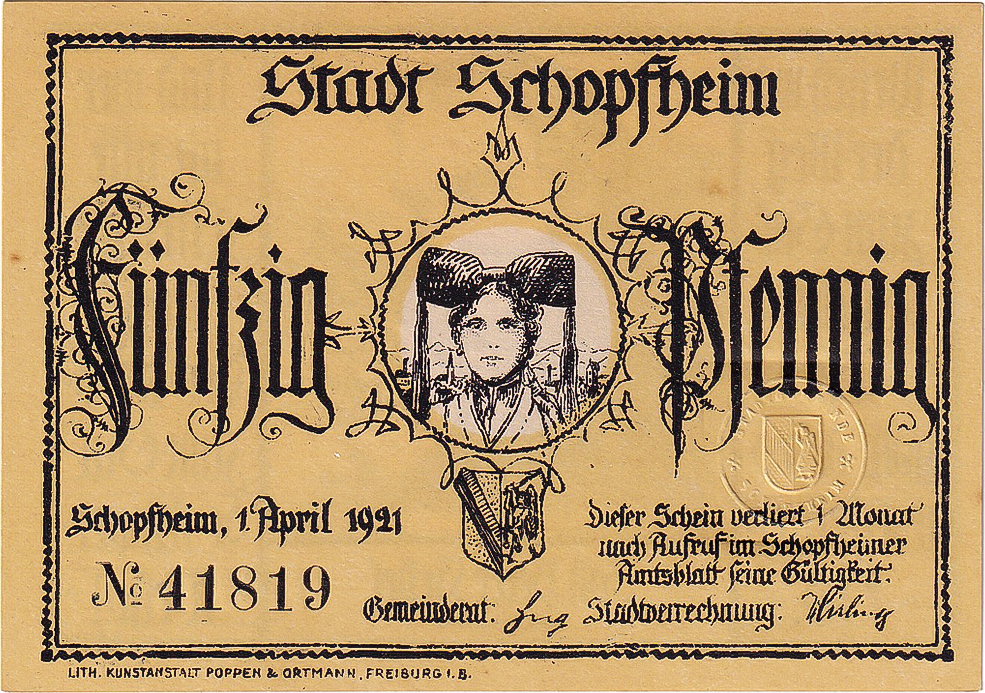 Stadt Schopfheim
Fünfzig Pfennig
Schopfheim, 1. April 1921
Dieser Schein verliert 1 Monat
nach Aufruf im Schopfheimer
Amtsblatt seine Gültigkeit.
№ 41819
Gemeinderat: Stadtverrechnung:
LITH. KUNSTANSTALT POPPEN & ORTMANN, FREIBURG I. B.